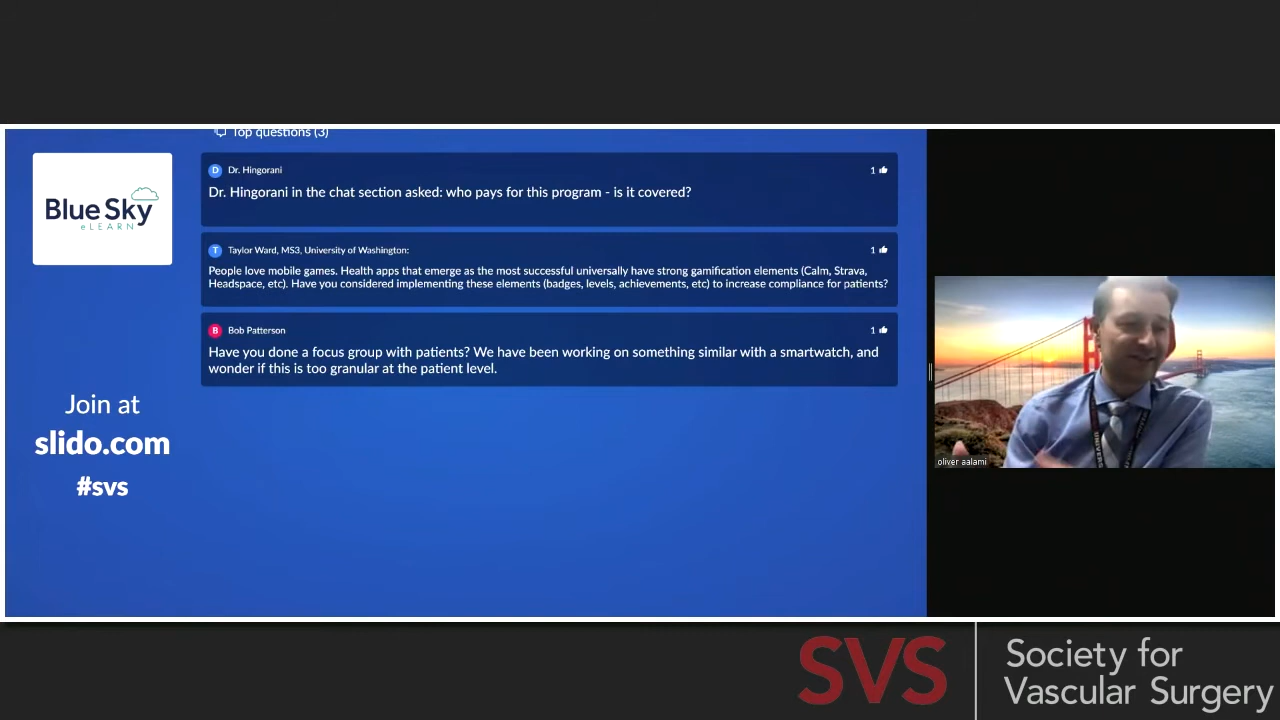 Top questions (3)
Blue Sky
eLEARN
D Dr. Hingorani 1
Dr. Hingorani in the chat section asked: who pays for this program - is it covered?
T Taylor Ward, MS3, University of Washington: 1
People love mobile games. Health apps that emerge as the most successful universally have strong gamification elements (Calm, Strava,
Headspace, etc). Have you considered implementing these elements (badges, levels, achievements, etc) to increase compliance for patients?
B Bob Patterson 1
Have you done a focus group with patients? We have been working on something similar with a smartwatch, and
wonder if this is too granular at the patient level.
Join at
slido.com
#svs
oliver aalami
SVS
Society for
Vascular Surgery